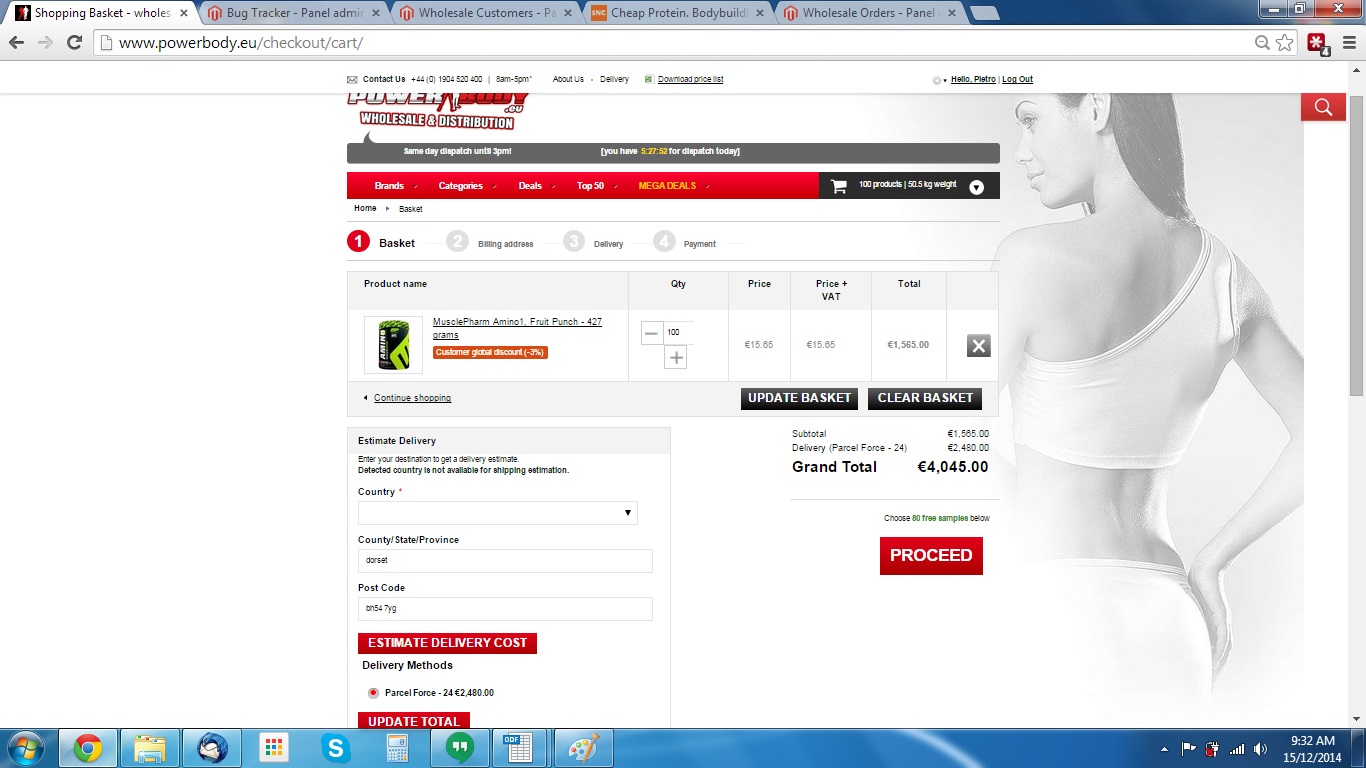 Shopping Basket - wholes
Bug Tracker - Panel admin
Wholesale Customers - Pa
Cheap Protein. Bodybuildi
Wholesale Orders - Panel
www.powerbody.eu/checkout/cart/
Contact Us +44 (0) 1904 520 400 | 8am-5pm* About Us Delivery Download price list
Hello, Pietro | Log Out
POWER BODY
.eu
WHOLESALE & DISTRIBUTION
Same day dispatch until 3pm! [you have 5:27:52 for dispatch today]
Brands Categories Deals Top 50 MEGA DEALS
100 products | 50.5 kg weight
Home Basket
1 Basket 2 Billing address 3 Delivery 4 Payment
Product name Qty Price Price + VAT Total
MusclePharm Amino1, Fruit Punch - 427
grams
Customer global discount (-3%)
100
€15.65 €15.65 €1,565.00
Continue shopping
UPDATE BASKET CLEAR BASKET
Estimate Delivery
Enter your destination to get a delivery estimate.
Detected country is not available for shipping estimation.
Country *
County/State/Province
dorset
Post Code
bh54 7yg
ESTIMATE DELIVERY COST
Delivery Methods
Parcel Force - 24 €2,480.00
UPDATE TOTAL
Subtotal €1,565.00
Delivery (Parcel Force - 24) €2,480.00
Grand Total €4,045.00
Choose 80 free samples below
PROCEED
9:32 AM
15/12/2014